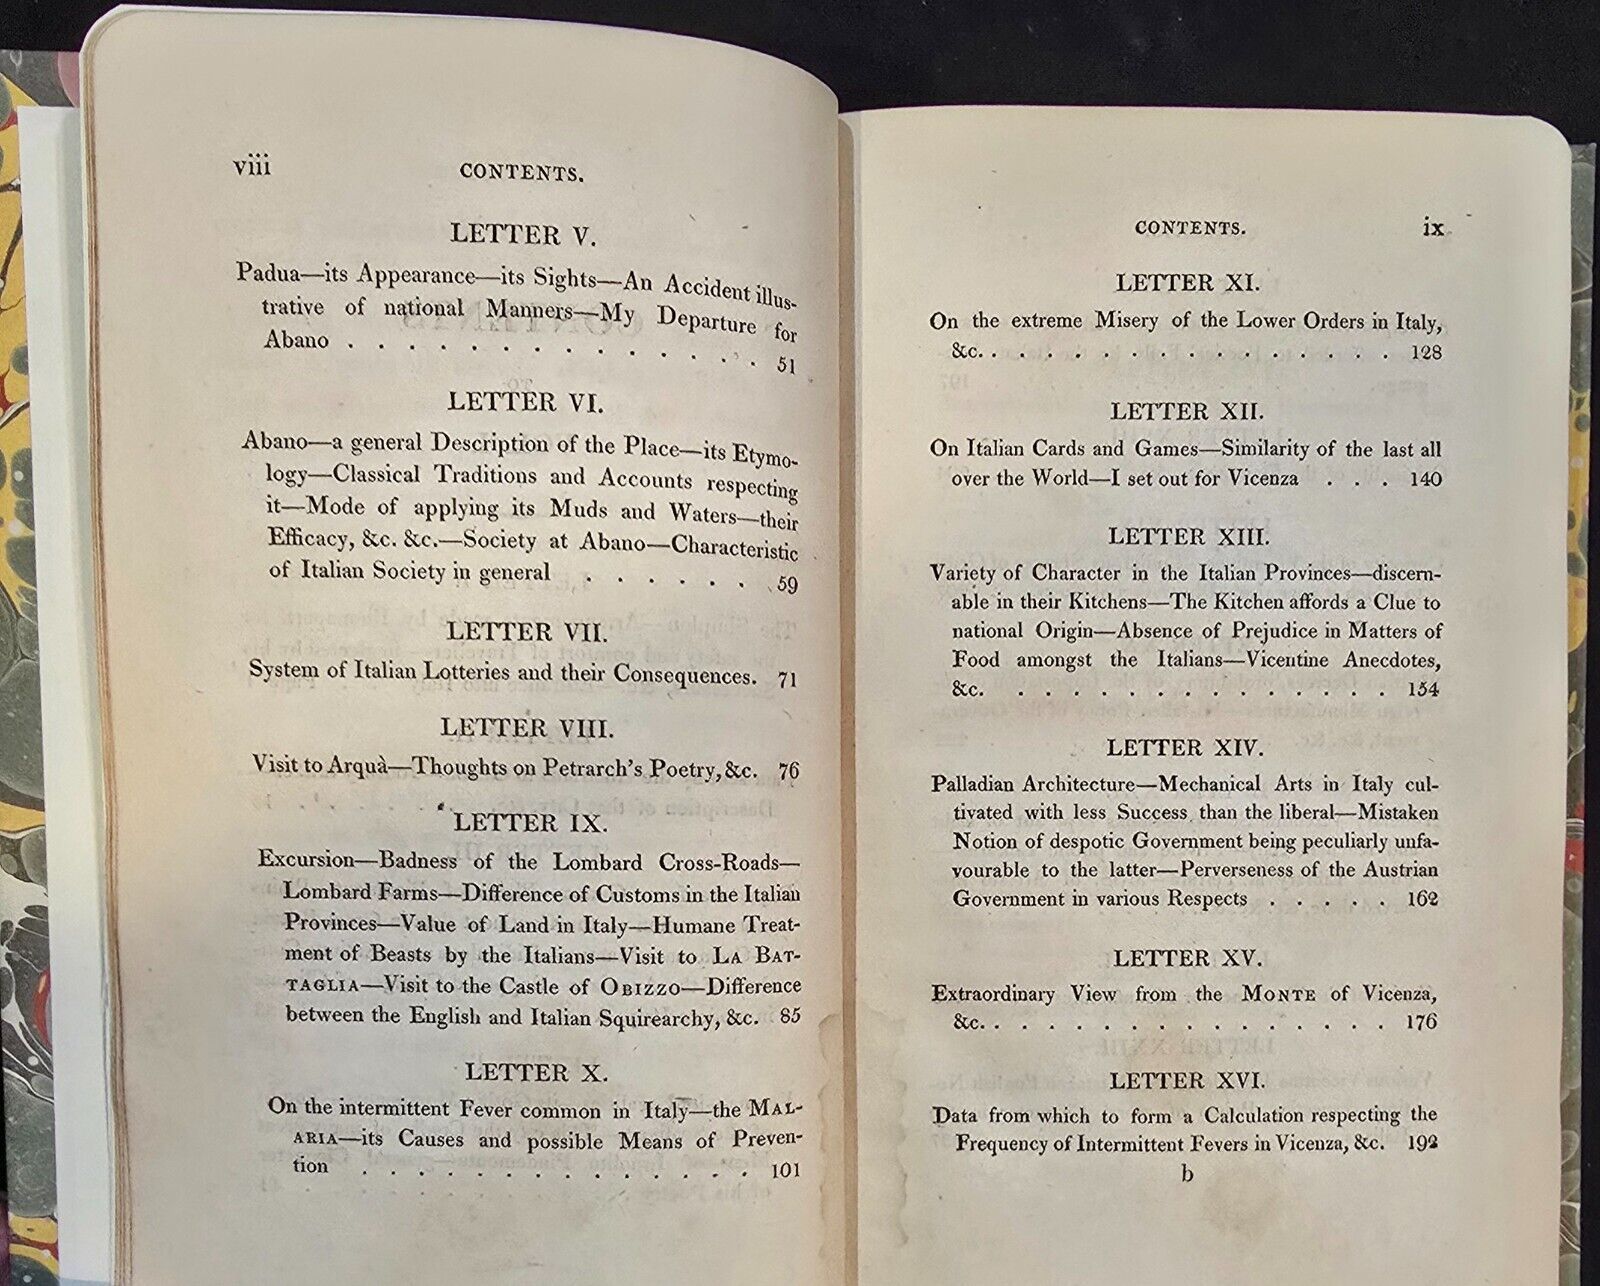 viii CONTENTS.
LETTER V.
Padua—its Appearance—its Sights—An Accident illus-
trative of national Manners—My Departure for
Abano . . . . . . . . . . . . . . 51
LETTER VI.
Abano—a general Description of the Place—its Etymo-
logy—Classical Traditions and Accounts respecting
it—Mode of applying its Muds and Waters—their
Efficacy, &c. &c.—Society at Abano—Characteristic
of Italian Society in general . . . . . . 59
LETTER VII.
System of Italian Lotteries and their Consequences. 71
LETTER VIII.
Visit to Arquà—Thoughts on Petrarch's Poetry, &c. 76
LETTER IX.
Excursion—Badness of the Lombard Cross-Roads—
Lombard Farms—Difference of Customs in the Italian
Provinces—Value of Land in Italy—Humane Treat-
ment of Beasts by the Italians—Visit to LA BAT-
TAGLIA—Visit to the Castle of OBIZZO—Difference
between the English and Italian Squirearchy, &c. 85
LETTER X.
On the intermittent Fever common in Italy—the MAL-
ARIA—its Causes and possible Means of Preven-
tion . . . . . . . . . . . . . . 101
CONTENTS. ix
LETTER XI.
On the extreme Misery of the Lower Orders in Italy,
&c. . . . . . . . . . . . . . . . 128
LETTER XII.
On Italian Cards and Games—Similarity of the last all
over the World—I set out for Vicenza . . . 140
LETTER XIII.
Variety of Character in the Italian Provinces—discern-
able in their Kitchens—The Kitchen affords a Clue to
national Origin—Absence of Prejudice in Matters of
Food amongst the Italians—Vicentine Anecdotes,
&c. . . . . . . . . . . . . . . 154
LETTER XIV.
Palladian Architecture—Mechanical Arts in Italy cul-
tivated with less Success than the liberal—Mistaken
Notion of despotic Government being peculiarly unfa-
vourable to the latter—Perverseness of the Austrian
Government in various Respects . . . . . 162
LETTER XV.
Extraordinary View from the MONTE of Vicenza,
&c. . . . . . . . . . . . . . . . 176
LETTER XVI.
Data from which to form a Calculation respecting the
Frequency of Intermittent Fevers in Vicenza, &c. 192
b